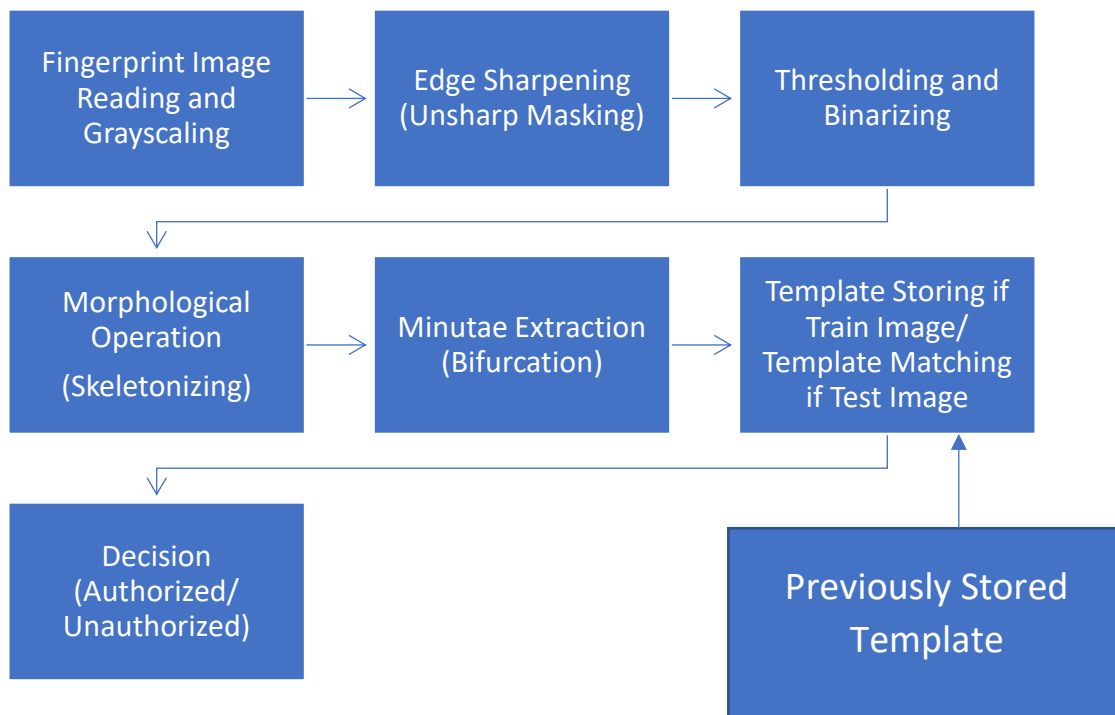 Fingerprint Image
Reading and
Grayscaling
Edge Sharpening
(Unsharp Masking)
Thresholding and
Binarizing
Morphological
Operation
(Skeletonizing)
Minutae Extraction
(Bifurcation)
Template Storing if
Train Image/
Template Matching
if Test Image
Decision
(Authorized/
Unauthorized)
Previously Stored
Template